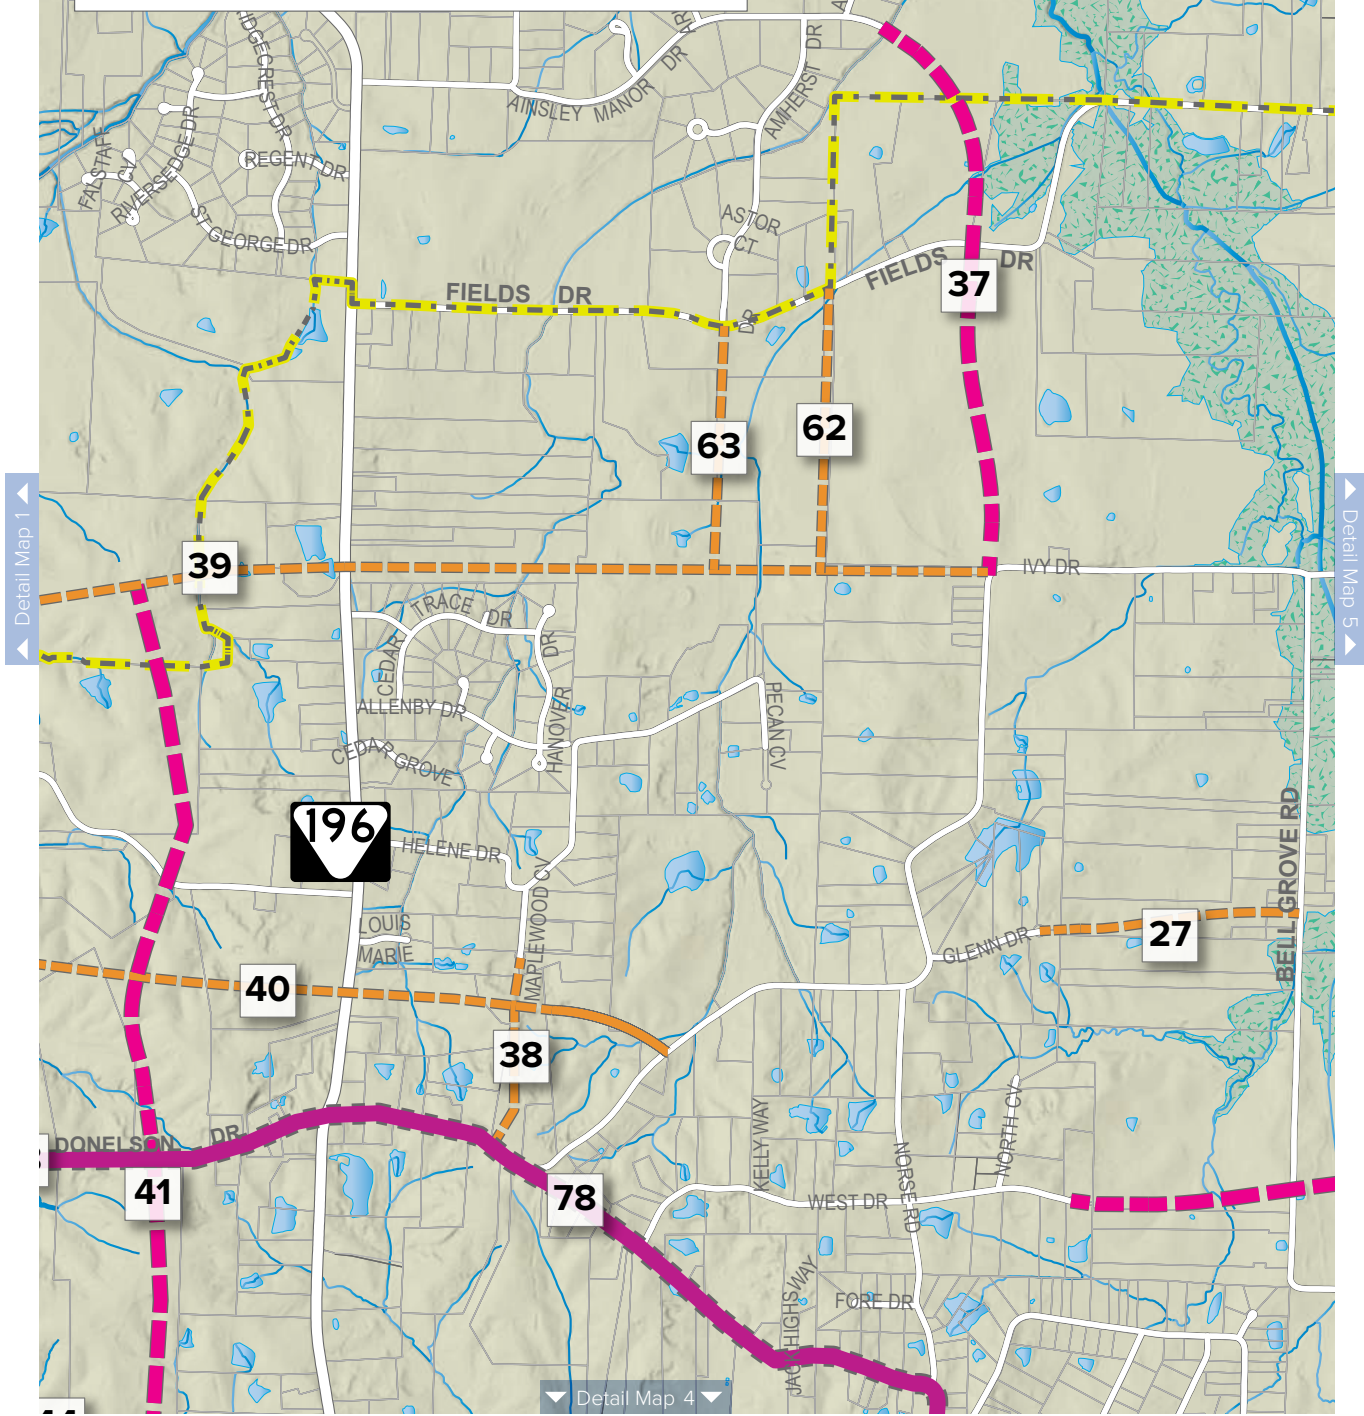 AINSLEY MANOR DR
AMHERST DR
RIDGECREST DR
FALSTAFF CV
RIVERSEDGE DR
REGENT DR
ST GEORGE DR
ASTOR CT
FIELDS DR
FIELDS DR
DR
37
63
62
39
IVY DR
Detail Map 1
Detail Map 5
TRACE DR
CEDAR
HANOVER DR
ALLENBY DR
CEDAR GROVE
PECAN CV
196
HELENE DR
MAPLEWOOD CV
LOUIS
MARIE
GLENN DR
27
BELL GROVE RD
40
38
DONELSON DR
41
78
KELLY WAY
NORTH CV
NORSE RD
WEST DR
JACK HIGHS WAY
FORE DR
Detail Map 4